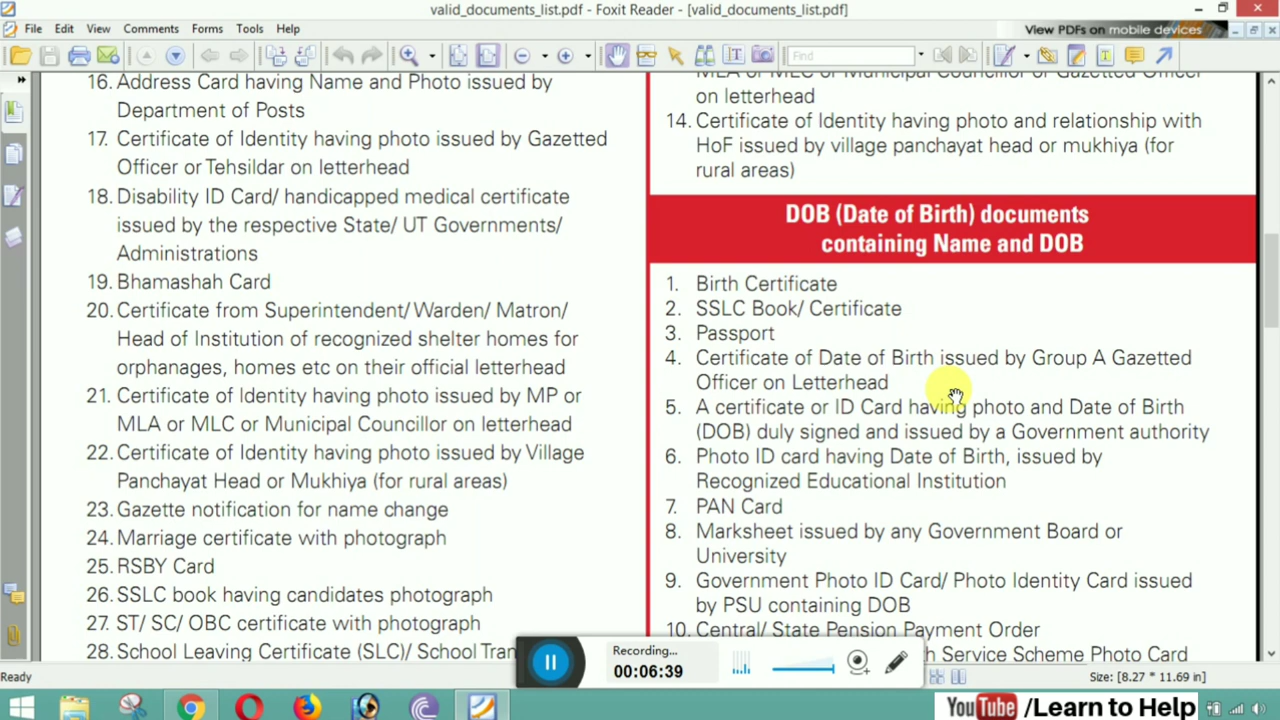 valid_documents_list.pdf - Foxit Reader - [valid_documents_list.pdf]
File Edit View Comments Forms Tools Help
View PDFs on mobile devices
Find
16. Address Card having Name and Photo issued by
Department of Posts
17. Certificate of Identity having photo issued by Gazetted
Officer or Tehsildar on letterhead
18. Disability ID Card/ handicapped medical certificate
issued by the respective State/ UT Governments/
Administrations
19. Bhamashah Card
20. Certificate from Superintendent/ Warden/ Matron/
Head of Institution of recognized shelter homes for
orphanages, homes etc on their official letterhead
21. Certificate of Identity having photo issued by MP or
MLA or MLC or Municipal Councillor on letterhead
22. Certificate of Identity having photo issued by Village
Panchayat Head or Mukhiya (for rural areas)
23. Gazette notification for name change
24. Marriage certificate with photograph
25. RSBY Card
26. SSLC book having candidates photograph
27. ST/ SC/ OBC certificate with photograph
28. School Leaving Certificate (SLC)/ School Tran
MLA or MLC or Municipal Councillor or Gazetted Officer
on letterhead
14. Certificate of Identity having photo and relationship with
HoF issued by village panchayat head or mukhiya (for
rural areas)
DOB (Date of Birth) documents
containing Name and DOB
1. Birth Certificate
2. SSLC Book/ Certificate
3. Passport
4. Certificate of Date of Birth issued by Group A Gazetted
Officer on Letterhead
5. A certificate or ID Card having photo and Date of Birth
(DOB) duly signed and issued by a Government authority
6. Photo ID card having Date of Birth, issued by
Recognized Educational Institution
7. PAN Card
8. Marksheet issued by any Government Board or
University
9. Government Photo ID Card/ Photo Identity Card issued
by PSU containing DOB
10. Central/ State Pension Payment Order
Service Scheme Photo Card
Recording...
00:06:39
Ready
Size: [8.27 * 11.69 in]
YouTube /Learn to Help